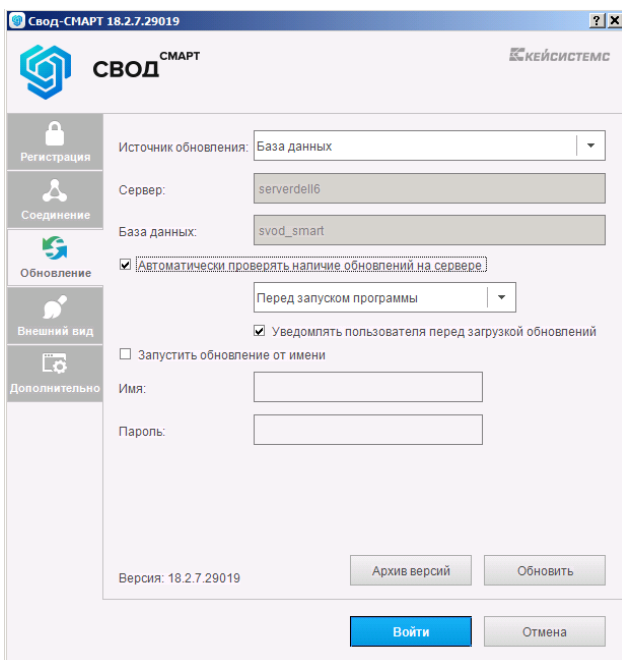 Свод-СМАРТ 18.2.7.29019
СВОД СМАРТ
КЕЙСИСТЕМС
Регистрация
Соединение
Обновление
Внешний вид
Дополнительно
Источник обновления: База данных
Сервер: serverdell6
База данных: svod_smart
Автоматически проверять наличие обновлений на сервере
Перед запуском программы
Уведомлять пользователя перед загрузкой обновлений
Запустить обновление от имени
Имя:
Пароль:
Версия: 18.2.7.29019
Архив версий
Обновить
Войти
Отмена